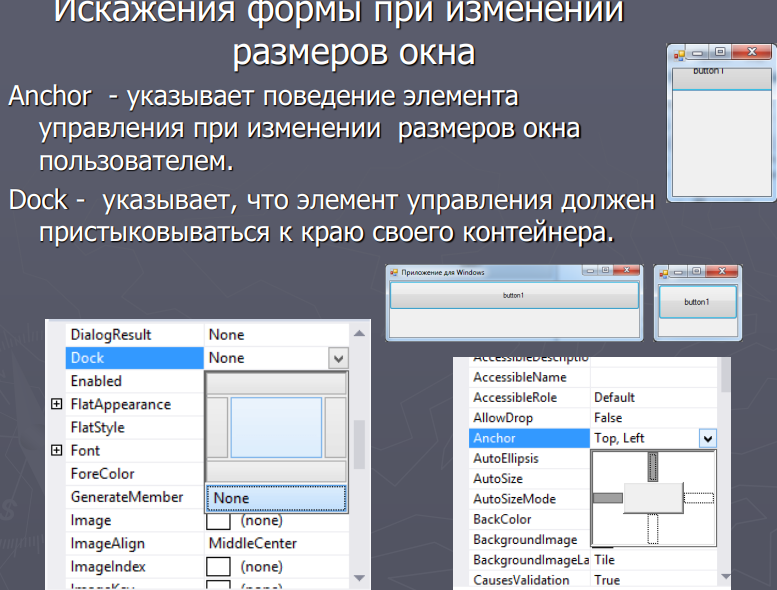 Искажения формы при изменении
размеров окна
Anchor - указывает поведение элемента
управления при изменении размеров окна
пользователем.
Dock - указывает, что элемент управления должен
пристыковываться к краю своего контейнера.
button1
Приложение для Windows
button1
button1
DialogResult None
Dock None
Enabled
FlatAppearance
FlatStyle
Font
ForeColor
GenerateMember
None
Image (none)
ImageAlign MiddleCenter
ImageIndex (none)
ImageKey (none)
AccessibleDescriptio
AccessibleName
AccessibleRole Default
AllowDrop False
Anchor Top, Left
AutoEllipsis
AutoSize
AutoSizeMode
BackColor
BackgroundImage
BackgroundImageLa Tile
CausesValidation True